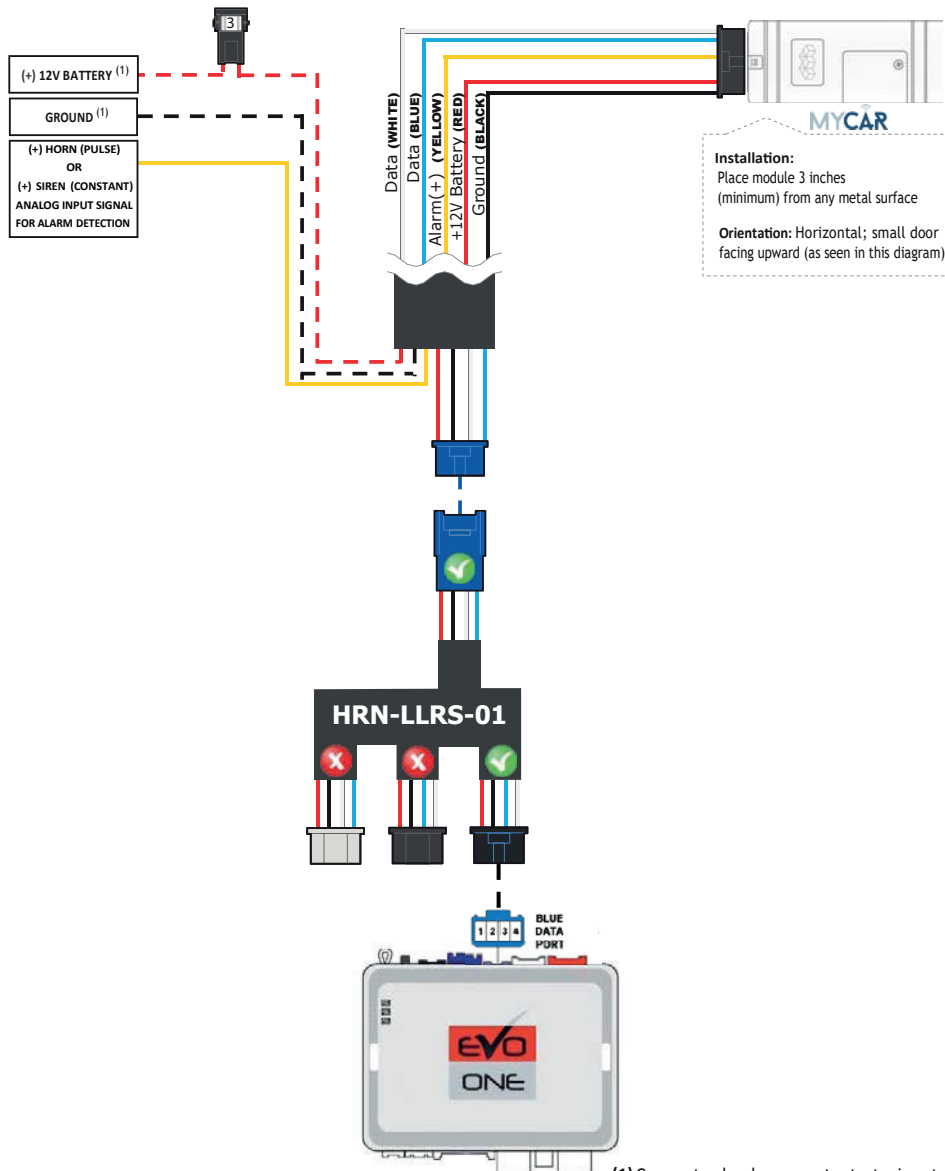 3
(+) 12V BATTERY (1)
GROUND (1)
(+) HORN (PULSE)
OR
(+) SIREN (CONSTANT)
ANALOG INPUT SIGNAL
FOR ALARM DETECTION
Data (WHITE)
Data (BLUE)
Alarm(+) (YELLOW)
+12V Battery (RED)
Ground (BLACK)
MYCAR
Installation:
Place module 3 inches
(minimum) from any metal surface
Orientation: Horizontal; small door
facing upward (as seen in this diagram)
HRN-LLRS-01
X
X
1 2 3 4
BLUE
DATA
PORT
EVO
ONE